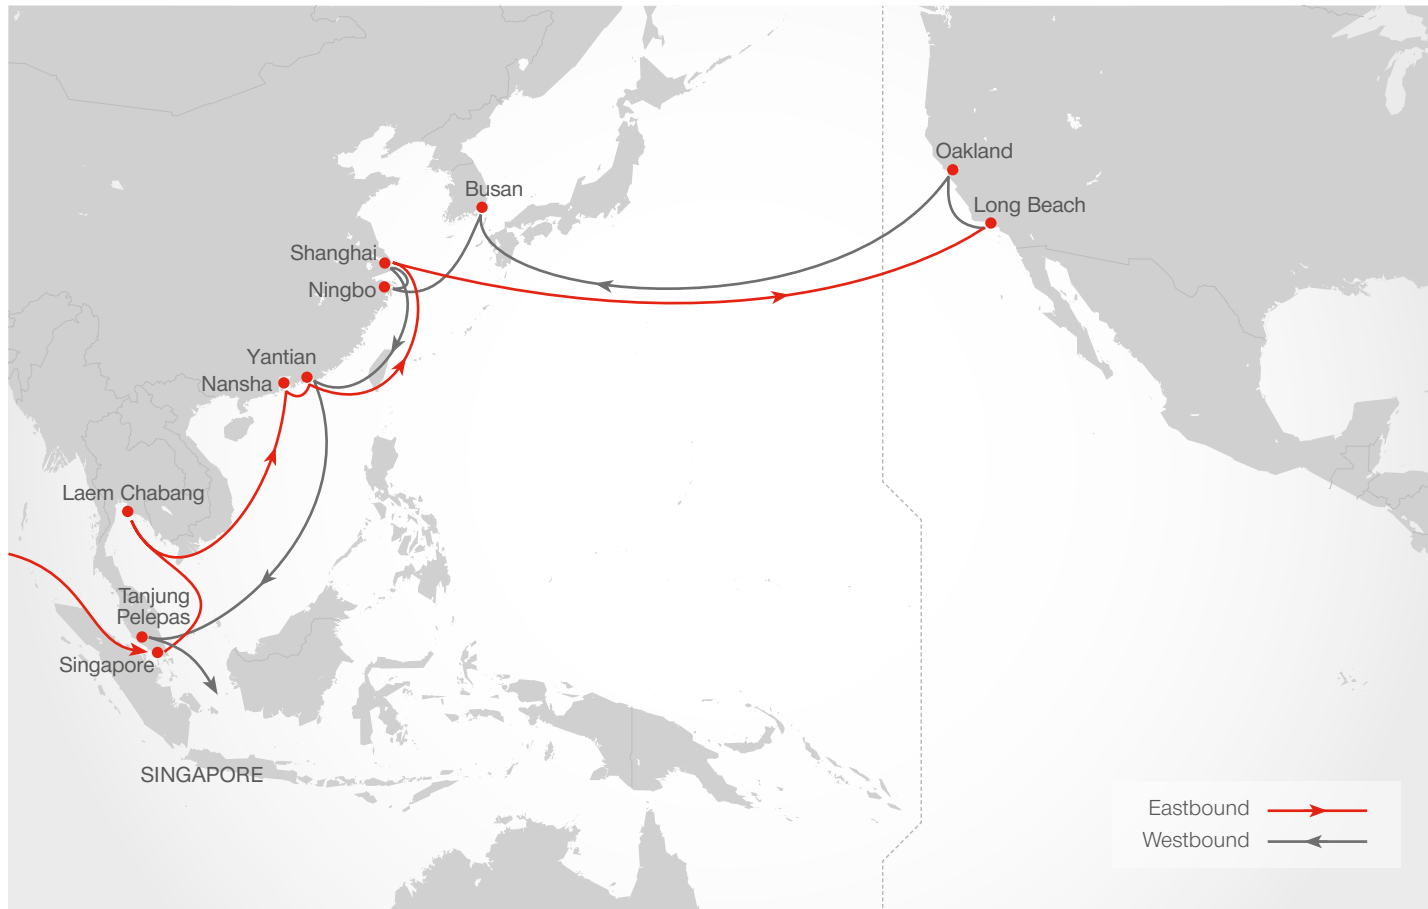 Oakland
Busan
Long Beach
Shanghai
Ningbo
Yantian
Nansha
Laem Chabang
Tanjung
Pelepas
Singapore
SINGAPORE
Eastbound
Westbound